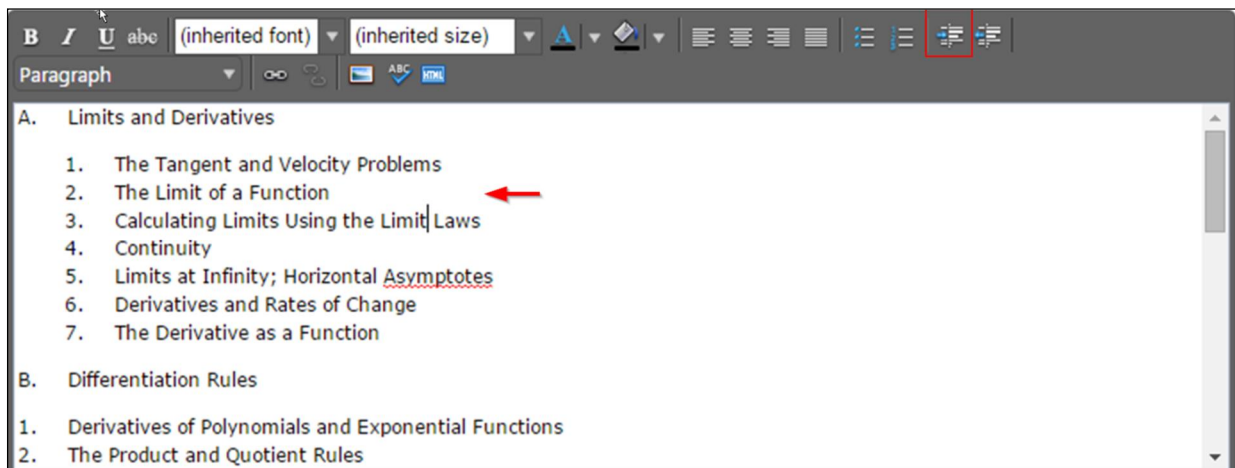 B I U abc (inherited font) (inherited size) A
Paragraph ABC HTML
A. Limits and Derivatives
1. The Tangent and Velocity Problems
2. The Limit of a Function
3. Calculating Limits Using the Limit Laws
4. Continuity
5. Limits at Infinity; Horizontal Asymptotes
6. Derivatives and Rates of Change
7. The Derivative as a Function
B. Differentiation Rules
1. Derivatives of Polynomials and Exponential Functions
2. The Product and Quotient Rules